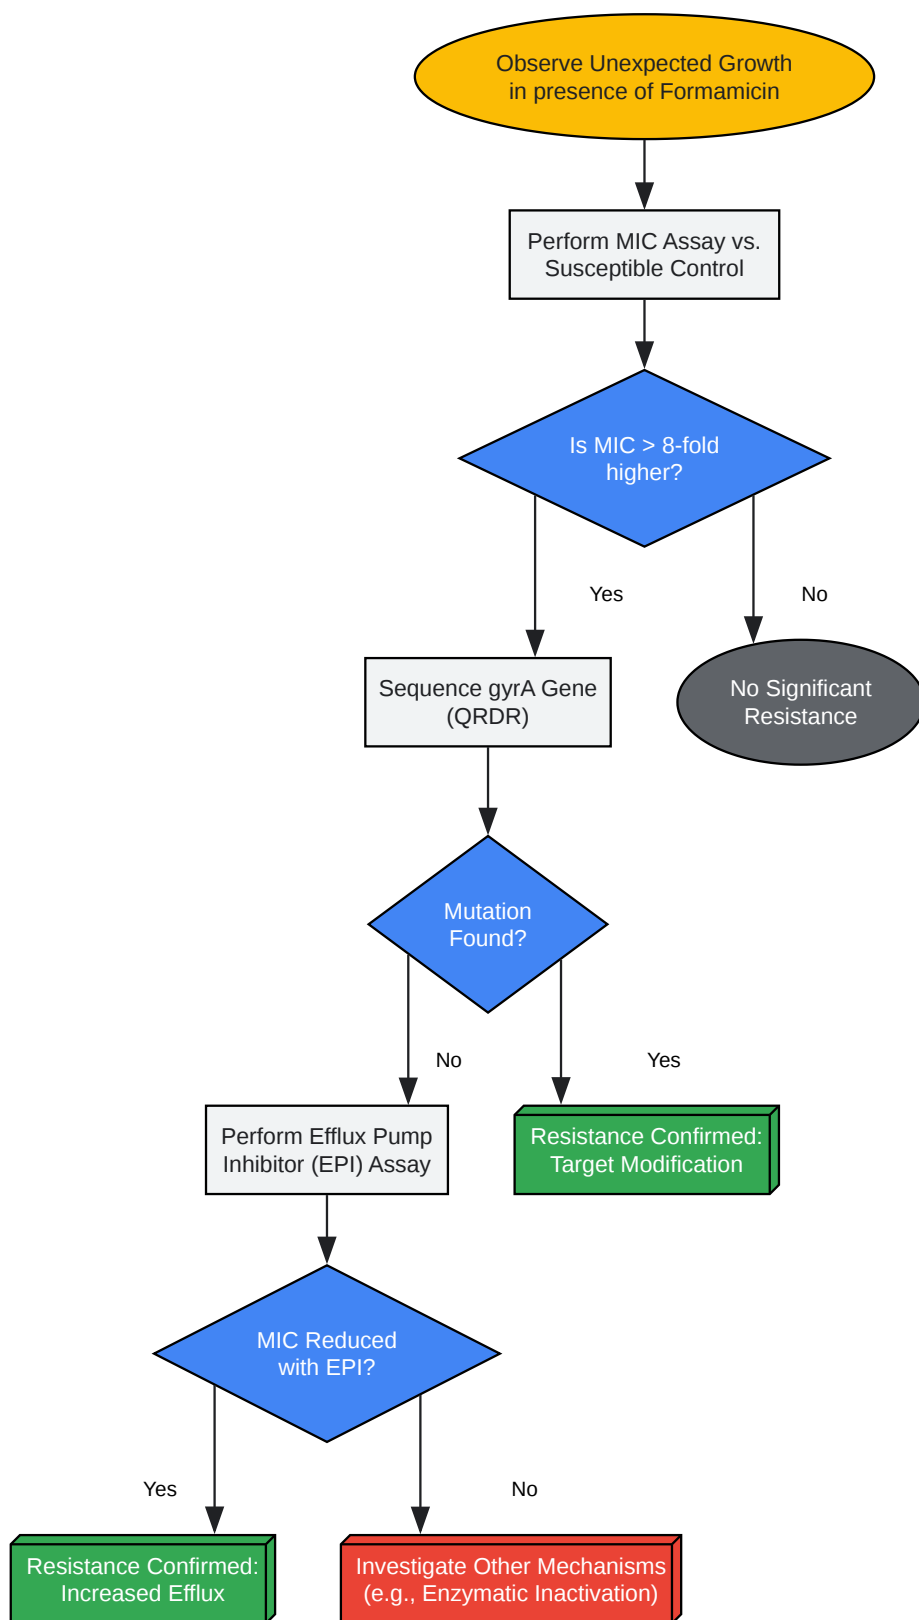 Observe Unexpected Growth
in presence of Formamicin
Perform MIC Assay vs.
Susceptible Control
Is MIC > 8-fold
higher?
Yes
No
Sequence gyrA Gene
(QRDR)
No Significant
Resistance
Mutation
Found?
No
Yes
Perform Efflux Pump
Inhibitor (EPI) Assay
Resistance Confirmed:
Target Modification
MIC Reduced
with EPI?
Yes
No
Resistance Confirmed:
Increased Efflux
Investigate Other Mechanisms
(e.g., Enzymatic Inactivation)